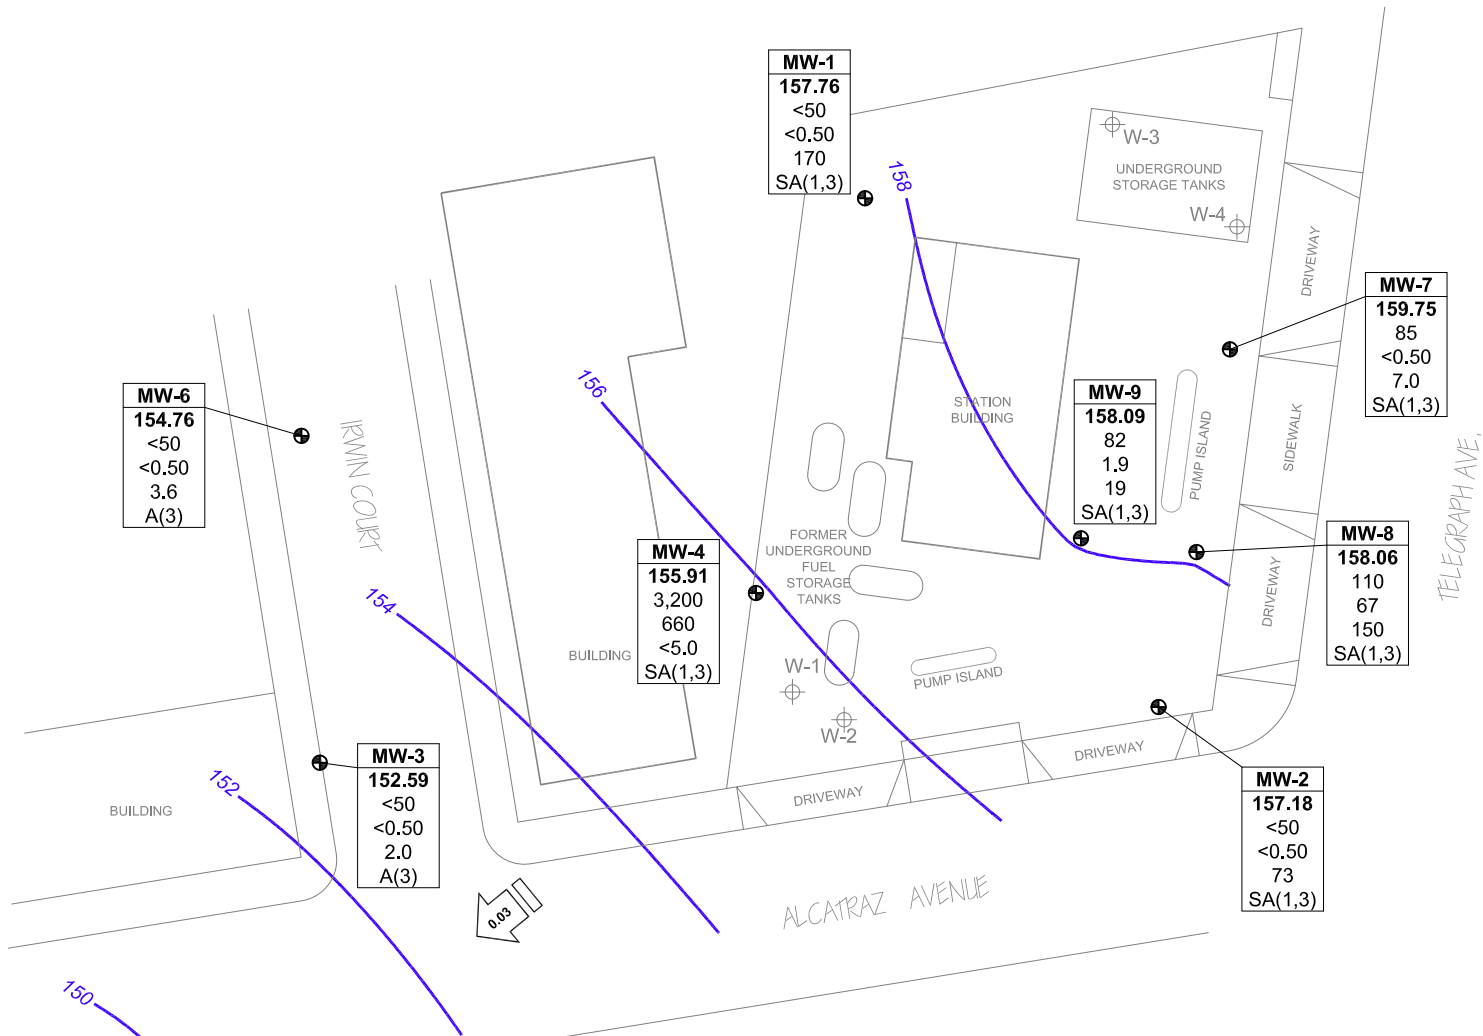 MW-1
157.76
<50
<0.50
170
SA(1,3)
W-3
UNDERGROUND
STORAGE TANKS
W-4
158
DRIVEWAY
MW-7
159.75
85
<0.50
7.0
SA(1,3)
MW-6
154.76
<50
<0.50
3.6
A(3)
IRWIN COURT
156
STATION
BUILDING
MW-9
158.09
82
1.9
19
SA(1,3)
PUMP ISLAND
SIDEWALK
TELEGRAPH AVE.
FORMER
UNDERGROUND
FUEL
STORAGE
TANKS
MW-4
155.91
3,200
660
<5.0
SA(1,3)
MW-8
158.06
110
67
150
SA(1,3)
DRIVEWAY
154
BUILDING
W-1
W-2
PUMP ISLAND
MW-3
152.59
<50
<0.50
2.0
A(3)
152
BUILDING
DRIVEWAY
DRIVEWAY
MW-2
157.18
<50
<0.50
73
SA(1,3)
0.03
ALCATRAZ AVENUE
150